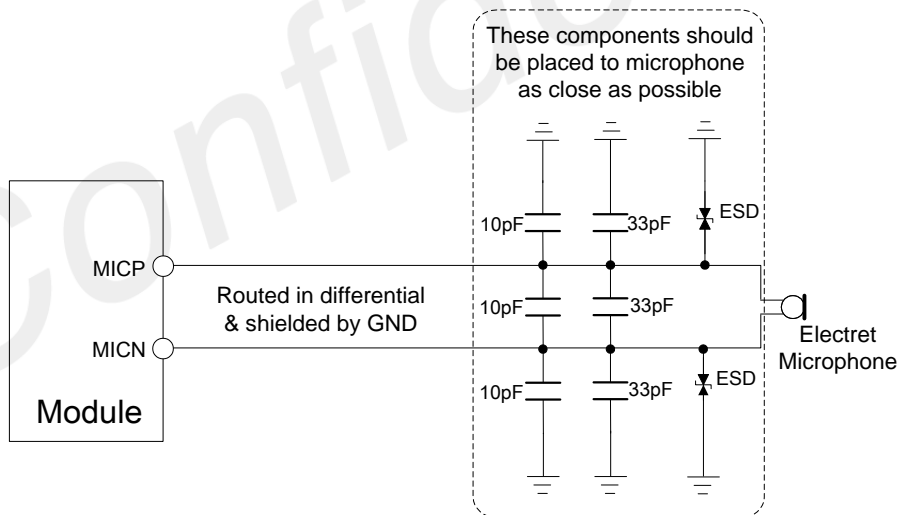 Confide
These components should
be placed to microphone
as close as possible
10pF
33pF
ESD
MICP
Routed in differential
& shielded by GND
10pF
33pF
MICN
Electret
Microphone
10pF
33pF
ESD
Module